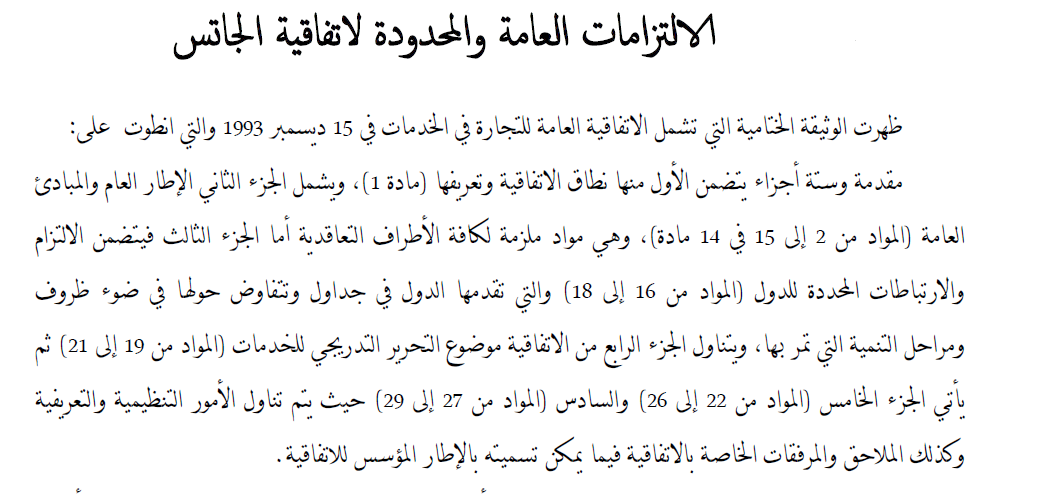 الالتزامات العامة والمحدودة لاتفاقية الجاتس
ظهرت الوثيقة الختامية التي تشمل الاتفاقية العامة للتجارة في الخدمات في 15 ديسمبر 1993 والتي انطوت على:
مقدمة وستة أجزاء يتضمن الأول منها نطاق الاتفاقية وتعريفها (مادة 1)، ويشمل الجزء الثاني الإطار العام والمبادئ
العامة (المواد من 2 إلى 15 في 14 مادة)، وهي مواد ملزمة لكافة الأطراف التعاقدية أما الجزء الثالث فيتضمن الالتزام
والارتباطات المحددة للدول (المواد من 16 إلى 18) والتي تقدمها الدول في جداول وتتفاوض حولها في ضوء ظروف
ومراحل التنمية التي تمر بها، ويتناول الجزء الرابع من الاتفاقية موضوع التحرير التدريجي للخدمات (المواد من 19 إلى 21) ثم
يأتي الجزء الخامس (المواد من 22 إلى 26) والسادس (المواد من 27 إلى 29) حيث يتم تناول الأمور التنظيمية والتعريفية
وكذلك الملاحق والمرفقات الخاصة بالاتفاقية فيما يمكن تسميته بالإطار المؤسس للاتفاقية.